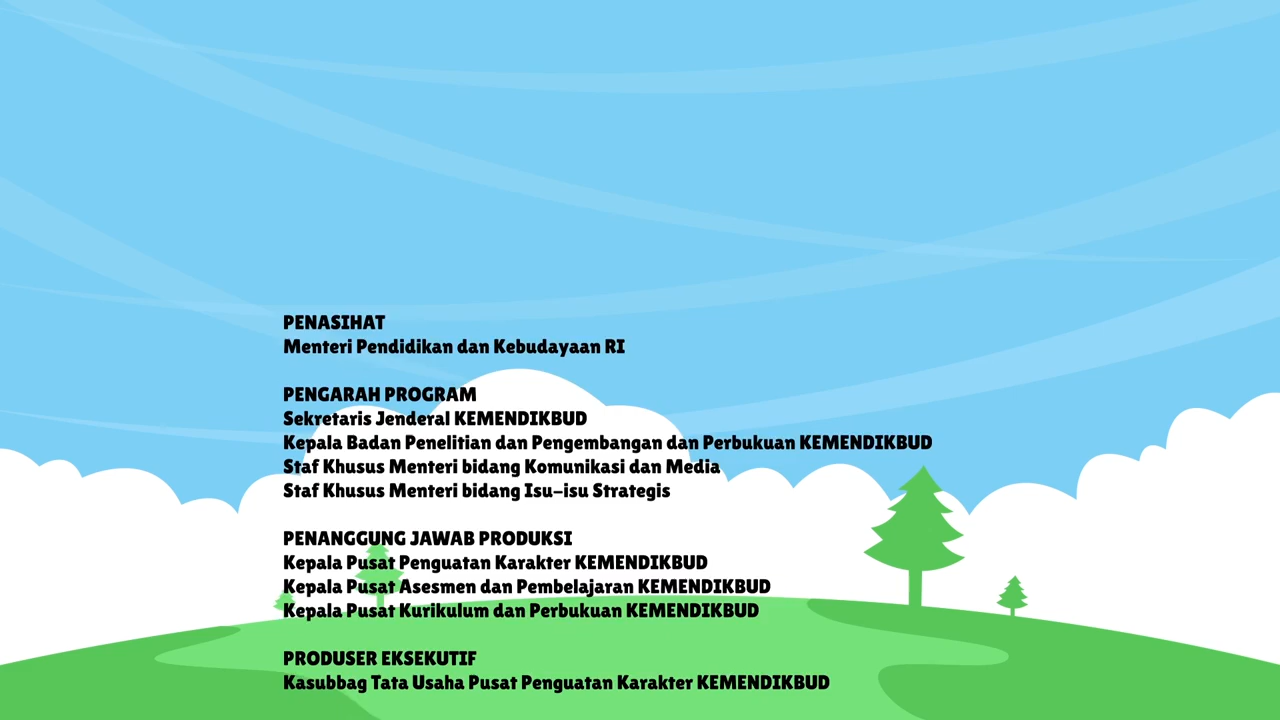 PENASIHAT
Menteri Pendidikan dan Kebudayaan RI
PENGARAH PROGRAM
Sekretaris Jenderal KEMENDIKBUD
Kepala Badan Penelitian dan Pengembangan dan Perbukuan KEMENDIKBUD
Staf Khusus Menteri bidang Komunikasi dan Media
Staf Khusus Menteri bidang Isu-isu Strategis
PENANGGUNG JAWAB PRODUKSI
Kepala Pusat Penguatan Karakter KEMENDIKBUD
Kepala Pusat Asesmen dan Pembelajaran KEMENDIKBUD
Kepala Pusat Kurikulum dan Perbukuan KEMENDIKBUD
PRODUSER EKSEKUTIF
Kasubbag Tata Usaha Pusat Penguatan Karakter KEMENDIKBUD